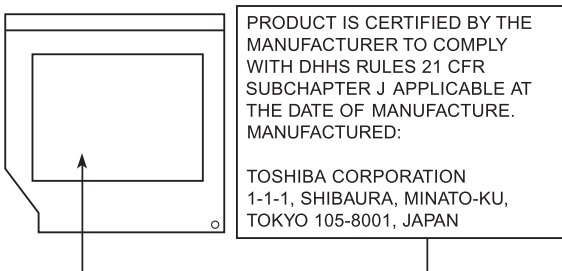 PRODUCT IS CERTIFIED BY THE
MANUFACTURER TO COMPLY
WITH DHHS RULES 21 CFR
SUBCHAPTER J APPLICABLE AT
THE DATE OF MANUFACTURE.
MANUFACTURED:
TOSHIBA CORPORATION
1-1-1, SHIBAURA, MINATO-KU,
TOKYO 105-8001, JAPAN